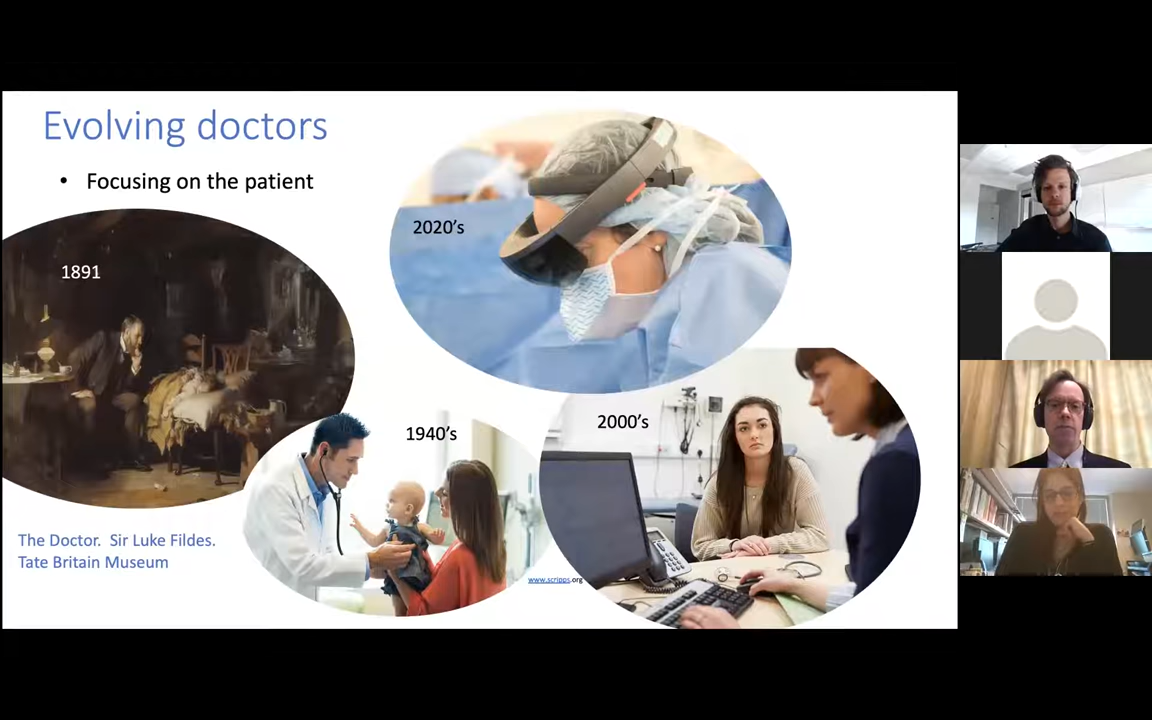 Evolving doctors
• Focusing on the patient
1891
2020's
1940's
2000's
The Doctor. Sir Luke Fildes.
Tate Britain Museum
www.scripps.org